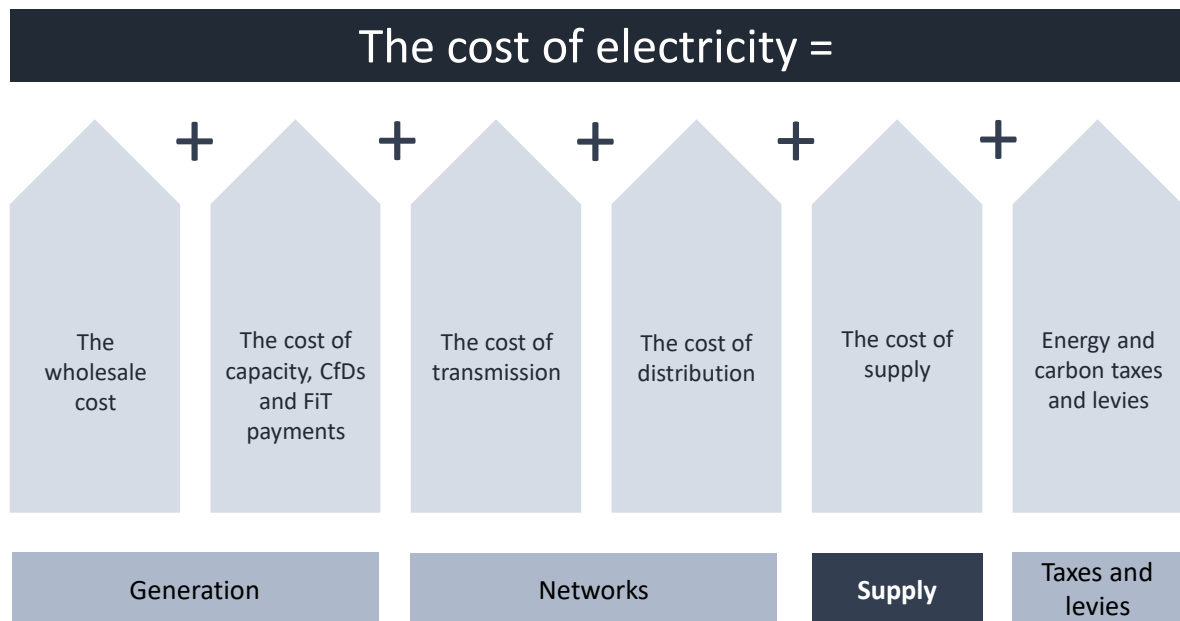 The cost of electricity =
+ + + + +
The
wholesale
cost
The cost of
capacity, CfDs
and FiT
payments
The cost of
transmission
The cost of
distribution
The cost of
supply
Energy and
carbon taxes
and levies
Generation
Networks
Supply
Taxes and
levies